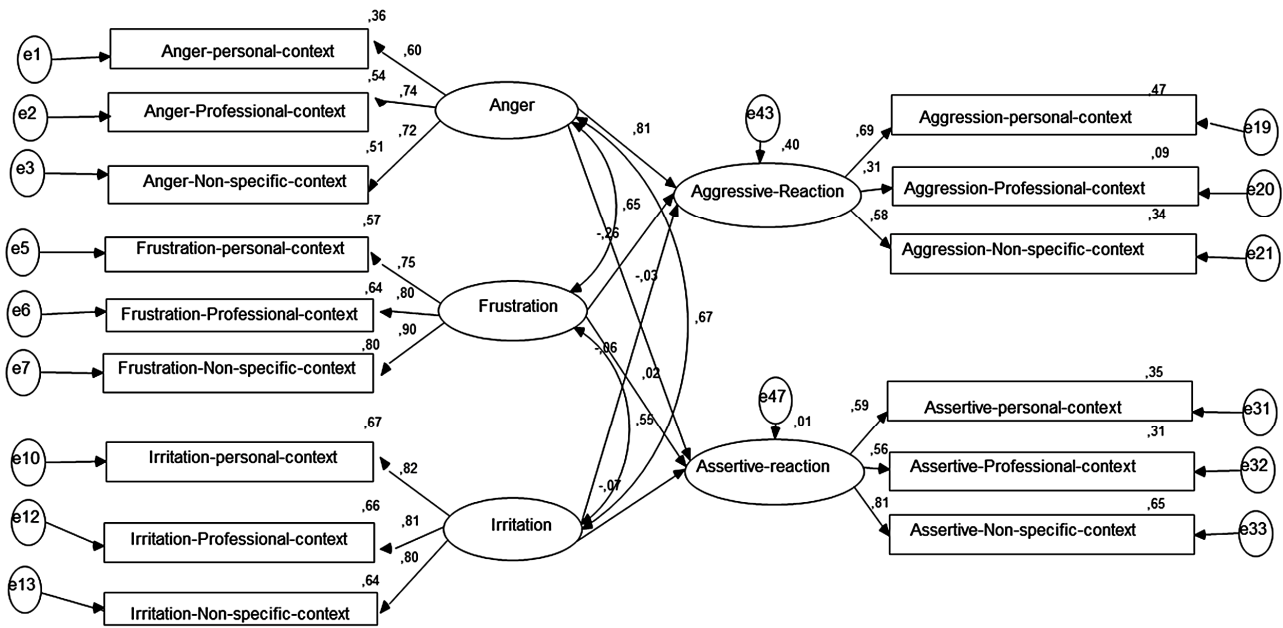 ,36
e1
Anger-personal-context
,60
,54
e2
Anger-Professional-context
,74
,72
,51
e3
Anger-Non-specific-context
Anger
,57
e5
Frustration-personal-context
,75
,64
e6
Frustration-Professional-context
,80
,90
,80
e7
Frustration-Non-specific-context
Frustration
,67
e10
Irritation-personal-context
,82
,66
e12
Irritation-Professional-context
,81
,80
,64
e13
Irritation-Non-specific-context
Irritation
,81
,65
-,26
-,03
,67
-,06
,02
,55
-,07
e43
,40
Aggressive-Reaction
,69
,31
,58
,47
Aggression-personal-context
e19
,09
Aggression-Professional-context
e20
,34
Aggression-Non-specific-context
e21
e47
,01
Assertive-reaction
,59
,56
,81
,35
Assertive-personal-context
e31
,31
Assertive-Professional-context
e32
,65
Assertive-Non-specific-context
e33